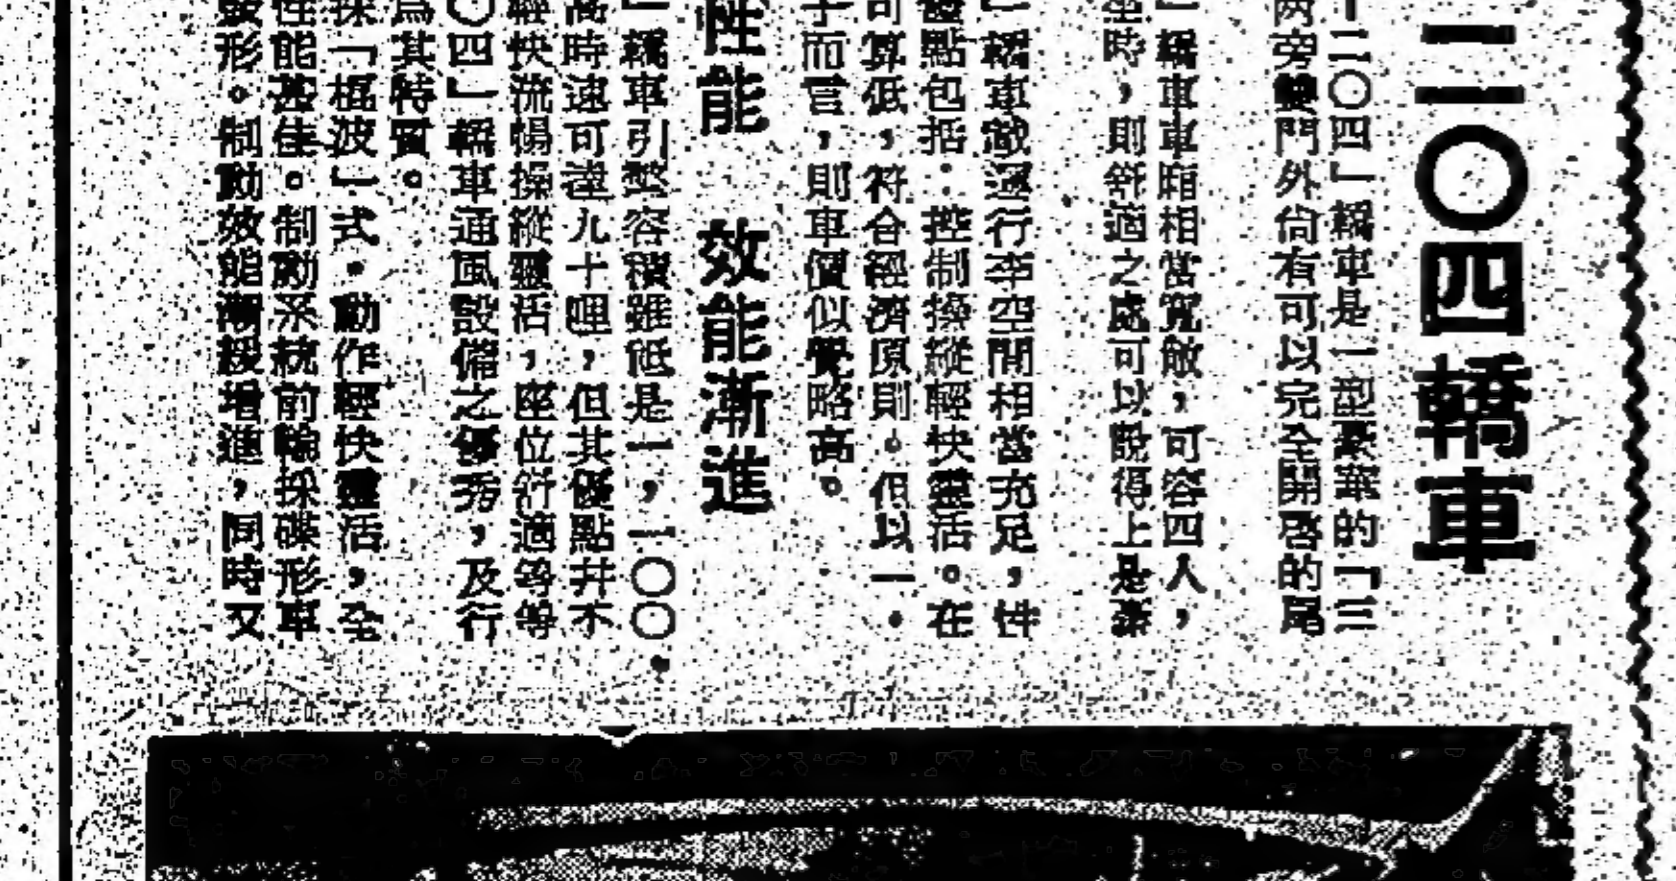 二〇四轎車
二〇四」轎車是一型豪華的「三
兩旁雙門外尚有可以完全開啓的尾
」轎車車廂相當寬敞,可容四人,
坐時,則舒適之處可以說得上是
」轎車敞適行李空間相當充足,性
優點包括:控制操縱輕快靈活。在
可算低,符合經濟原則。但以一.
子而言,則車價似覺略高。
性能 效能漸進
」轎車引擎容積雖祗是一,一〇〇.
高時速可達九十哩,但其優點并不
輕快流暢操縱靈活,座位舒適等等
〇四」轎車通風設備之優秀,及行
爲其特質。
採「梘波」式.動作輕快靈活,全
性能甚佳。制動系統前輪採碟形車
鼓形。制動效能漸趨增進,同時又